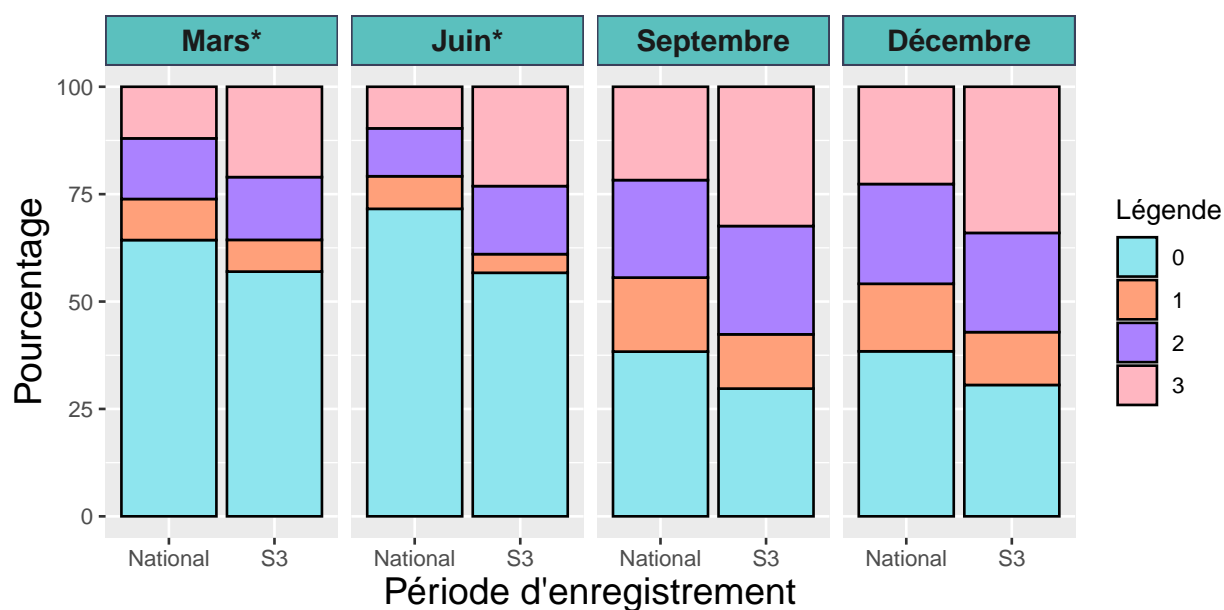 Mars* Juin* Septembre Décembre
Pourcentage
100
75
50
25
0
National S3 National S3 National S3 National S3
Période d'enregistrement
Légende
0
1
2
3